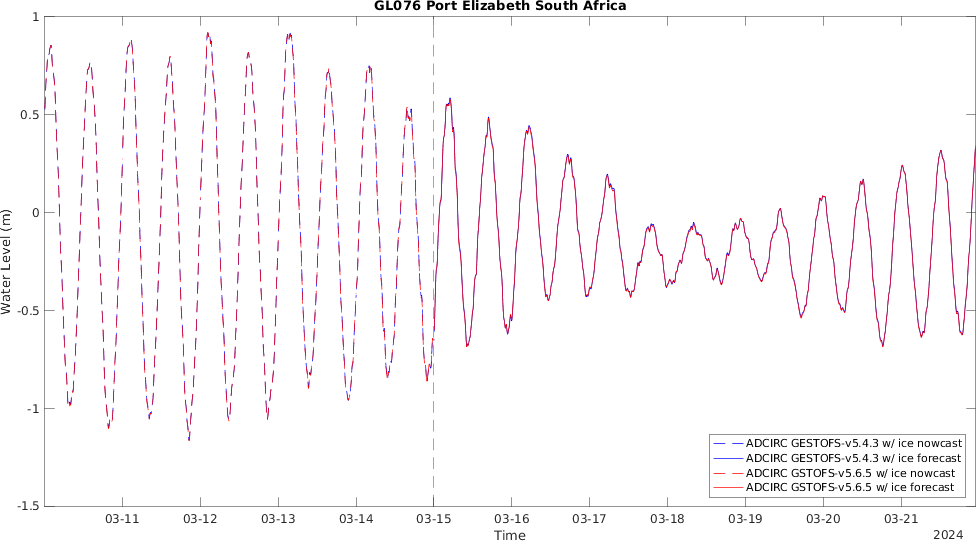 GL076 Port Elizabeth South Africa
1
0.5
0
-0.5
-1
-1.5
Water Level (m)
ADCIRC GESTOFS-v5.4.3 w/ ice nowcast
ADCIRC GESTOFS-v5.4.3 w/ ice forecast
ADCIRC GSTOFS-v5.6.5 w/ ice nowcast
ADCIRC GSTOFS-v5.6.5 w/ ice forecast
03-11 03-12 03-13 03-14 03-15 03-16 03-17 03-18 03-19 03-20 03-21
Time
2024